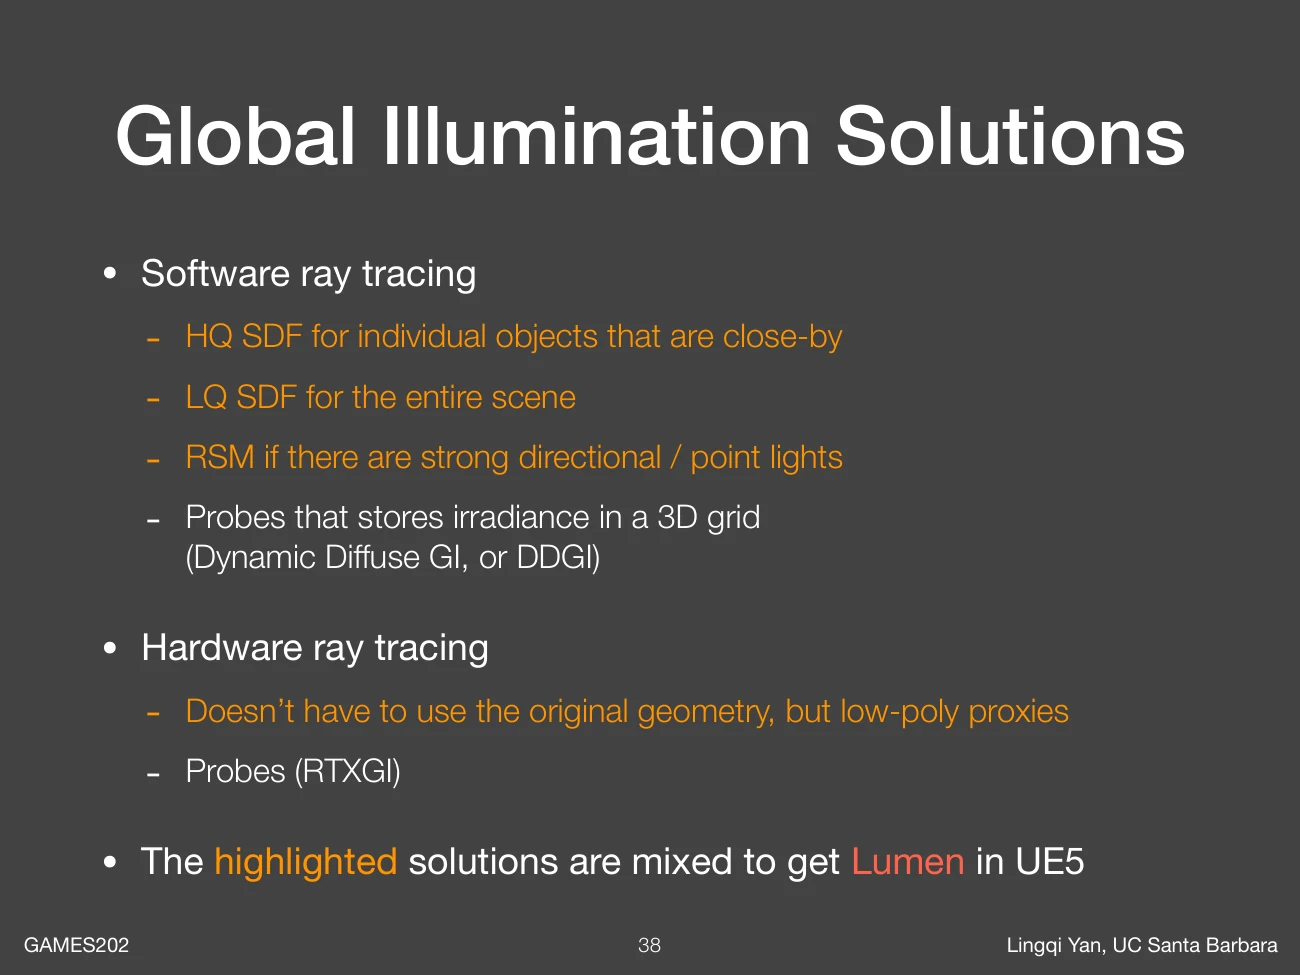 Global Illumination Solutions
• Software ray tracing
- HQ SDF for individual objects that are close-by
- LQ SDF for the entire scene
- RSM if there are strong directional / point lights
- Probes that stores irradiance in a 3D grid
(Dynamic Diffuse GI, or DDGI)
• Hardware ray tracing
- Doesn’t have to use the original geometry, but low-poly proxies
- Probes (RTXGI)
• The highlighted solutions are mixed to get Lumen in UE5
GAMES202
38
Lingqi Yan, UC Santa Barbara